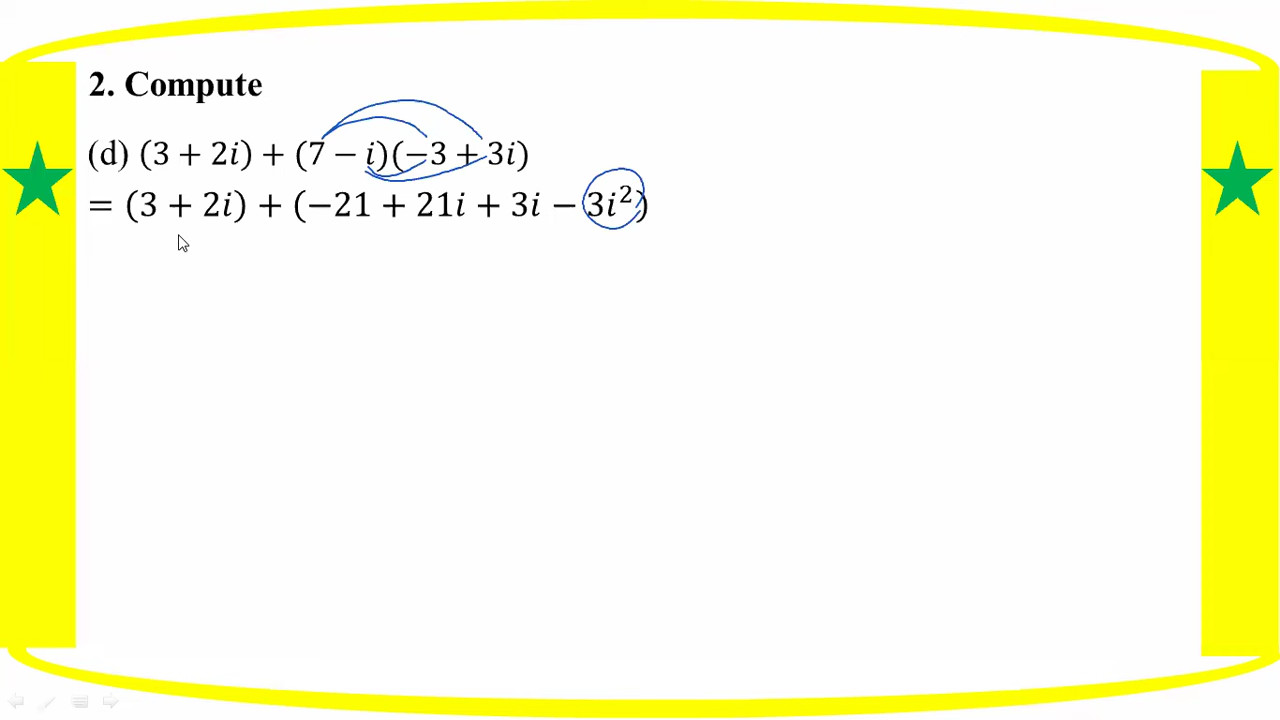 2. Compute
(d) (3 + 2i) + (7 − i)(−3 + 3i)
= (3 + 2i) + (−21 + 21i + 3i − 3i²)